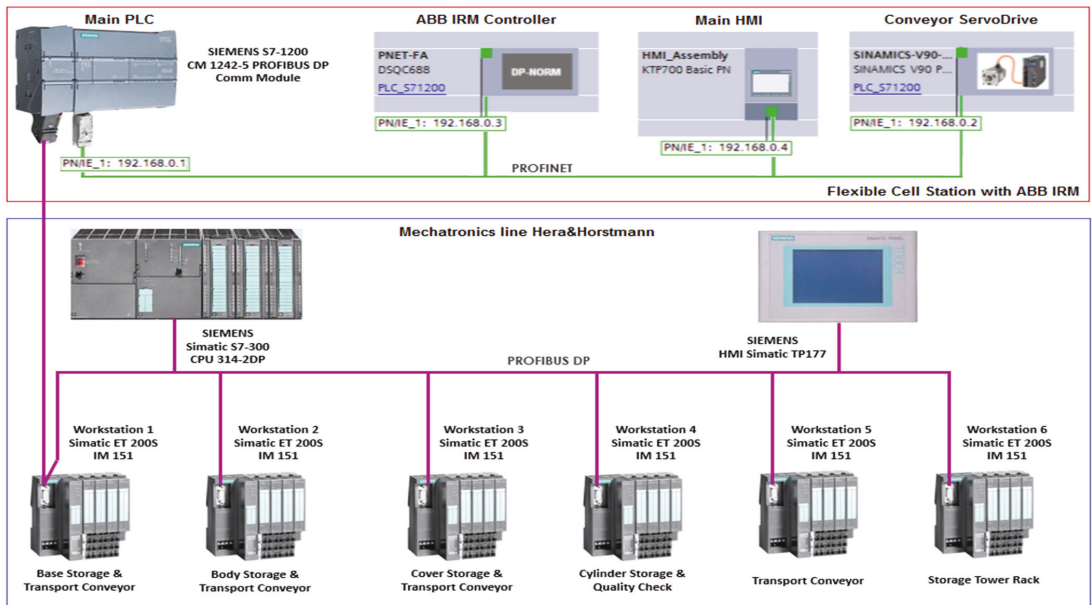 Main PLC
SIEMENS S7-1200
CM 1242-5 PROFIBUS DP
Comm Module
PN/IE_1: 192.168.0.1
ABB IRM Controller
PNET-FA
DSQC688
PLC_S71200
DP-NORM
PN/IE_1: 192.168.0.3
Main HMI
HMI_Assembly
KTP700 Basic PN
PN/IE_1: 192.168.0.4
Conveyor ServoDrive
SINAMICS-V90-...
SINAMICS V90 P...
PLC_S71200
PN/IE_1: 192.168.0.2
PROFINET
Flexible Cell Station with ABB IRM
Mechatronics line Hera&Horstmann
SIEMENS
Simatic S7-300
CPU 314-2DP
SIEMENS
SIMATIC PANEL
TOUCH
SIEMENS
HMI Simatic TP177
PROFIBUS DP
Workstation 1
Simatic ET 200S
IM 151
Base Storage &
Transport Conveyor
Workstation 2
Simatic ET 200S
IM 151
Body Storage &
Transport Conveyor
Workstation 3
Simatic ET 200S
IM 151
Cover Storage &
Transport Conveyor
Workstation 4
Simatic ET 200S
IM 151
Cylinder Storage &
Quality Check
Workstation 5
Simatic ET 200S
IM 151
Transport Conveyor
Workstation 6
Simatic ET 200S
IM 151
Storage Tower Rack